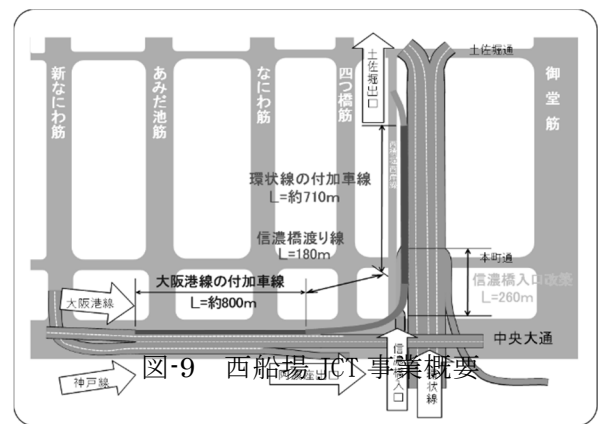 土佐堀出口
土佐堀通
新なにわ筋
あみだ池筋
なにわ筋
四つ橋筋
御堂筋
環状線の付加車線
L=約710m
信濃橋渡り線
L=180m
本町通
大阪港線の付加車線
L=約800m
信濃橋入口改築
L=260m
大阪港線
中央大通
神戸線
信濃橋入口
環状線
図-9 西船場JCT事業概要